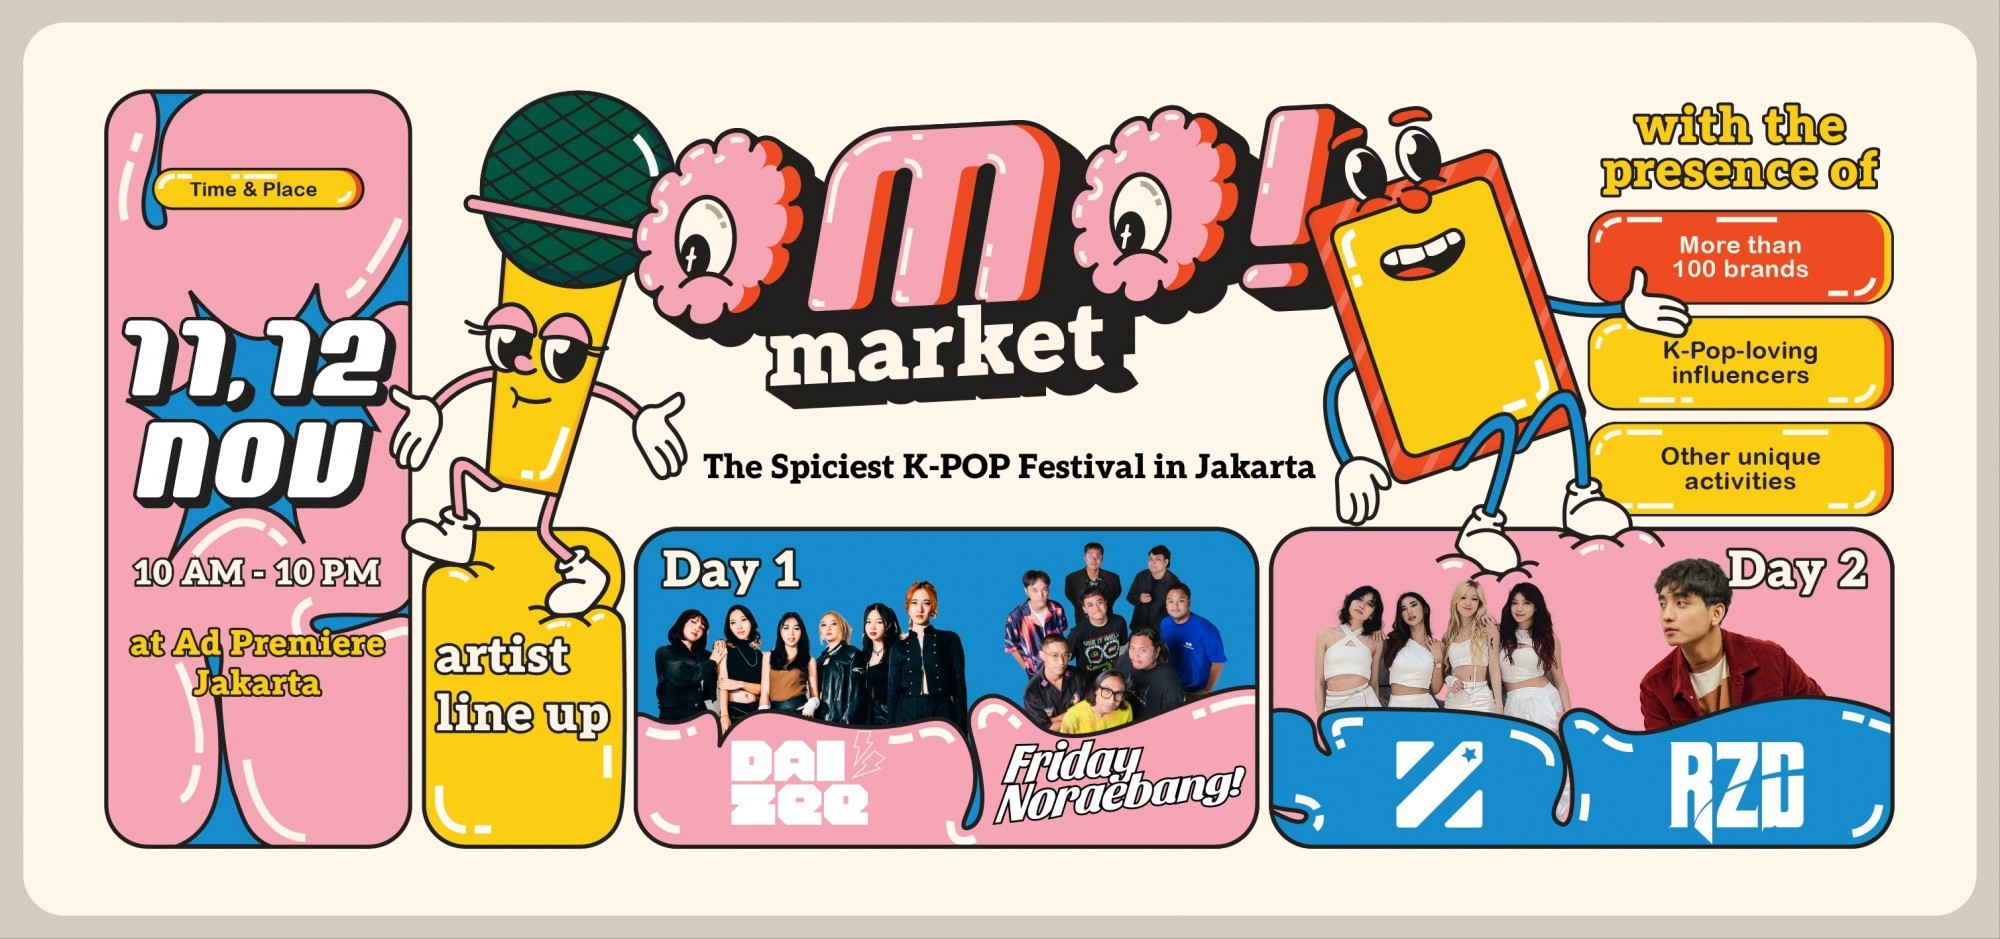 Time & Place
11, 12
NOV
10 AM - 10 PM
at Ad Premiere
Jakarta
OMO!
market
The Spiciest K-POP Festival in Jakarta
with the
presence of
More than
100 brands
K-Pop-loving
influencers
Other unique
activities
artist
line up
Day 1
DAI
ZEE
Friday
Noraebang!
Day 2
RZD